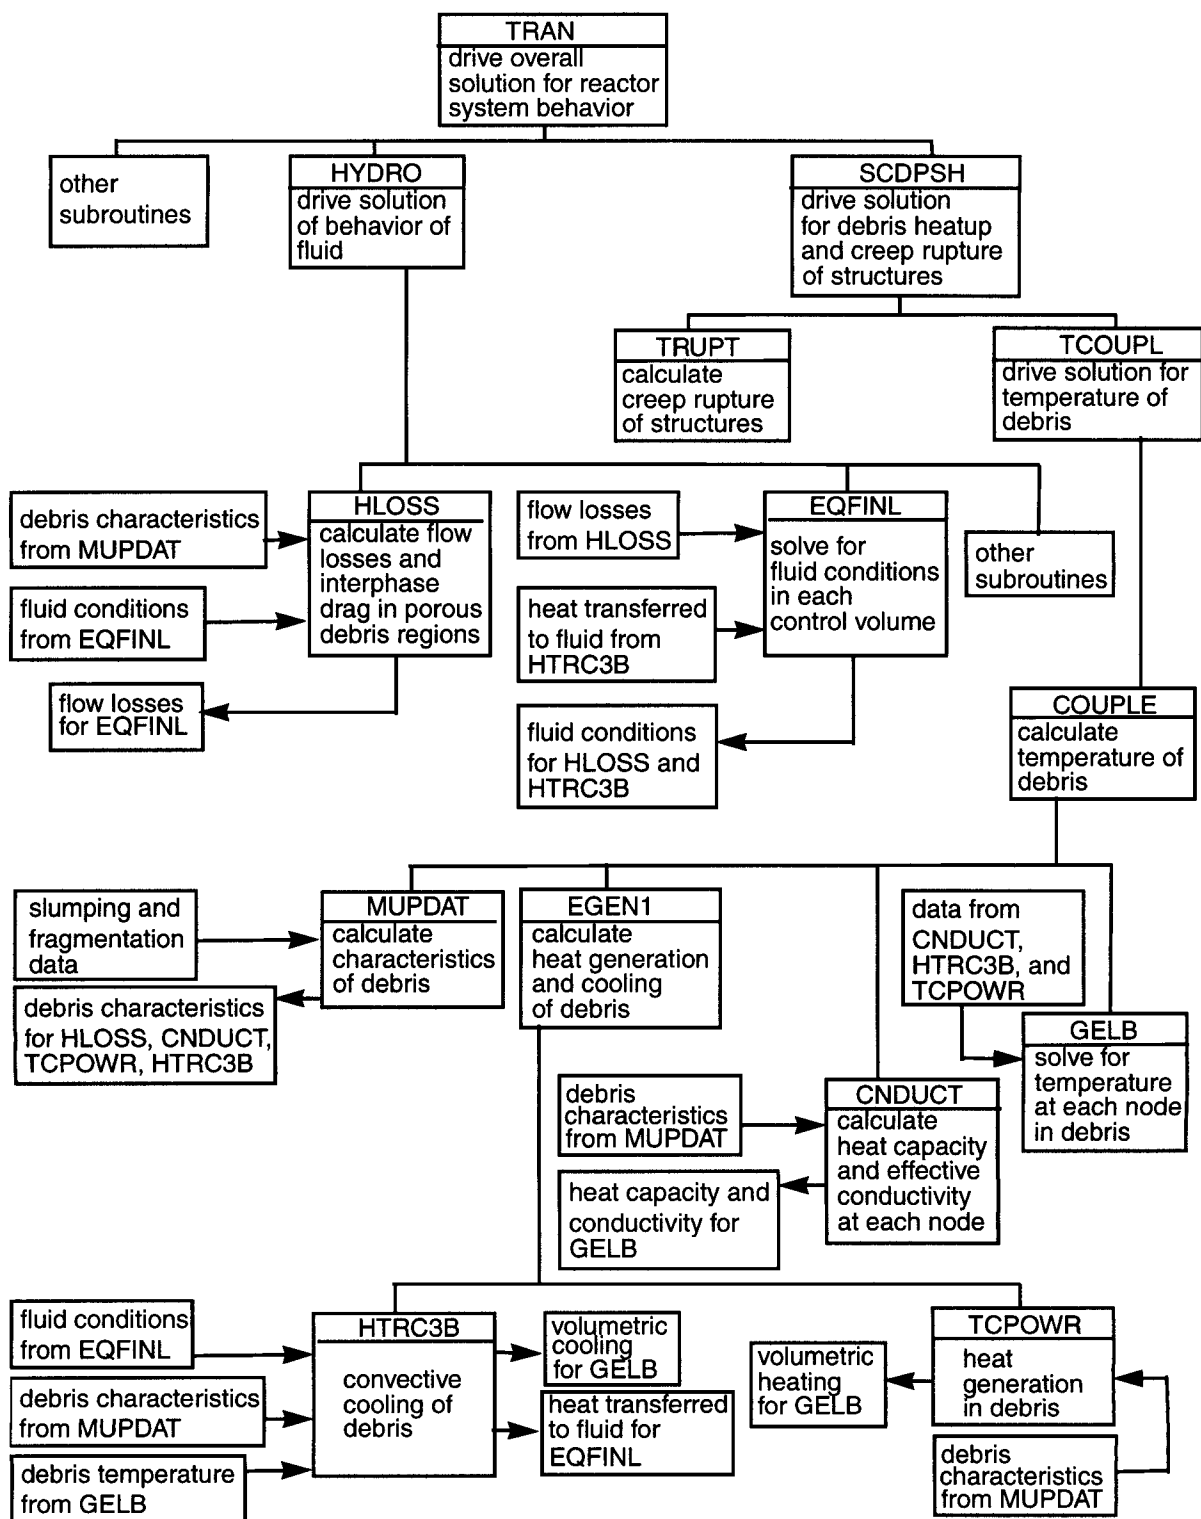 TRAN
drive overall
solution for reactor
system behavior
other
subroutines
HYDRO
drive solution
of behavior of
fluid
SCDPSH
drive solution
for debris heatup
and creep rupture
of structures
TRUPT
calculate
creep rupture
of structures
TCOUPL
drive solution for
temperature of
debris
debris characteristics
from MUPDAT
fluid conditions
from EQFINL
HLOSS
calculate flow
losses and
interphase
drag in porous
debris regions
flow losses
for EQFINL
flow losses
from HLOSS
heat transferred
to fluid from
HTRC3B
EQFINL
solve for
fluid conditions
in each
control volume
fluid conditions
for HLOSS and
HTRC3B
other
subroutines
COUPLE
calculate
temperature of
debris
slumping and
fragmentation
data
MUPDAT
calculate
characteristics
of debris
debris characteristics
for HLOSS, CNDUCT,
TCPOWR, HTRC3B
EGEN1
calculate
heat generation
and cooling
of debris
data from
CNDUCT,
HTRC3B, and
TCPOWR
GELB
solve for
temperature
at each node
in debris
debris
characteristics
from MUPDAT
CNDUCT
calculate
heat capacity
and effective
conductivity
at each node
heat capacity and
conductivity for
GELB
fluid conditions
from EQFINL
debris characteristics
from MUPDAT
debris temperature
from GELB
HTRC3B
convective
cooling of
debris
volumetric
cooling
for GELB
heat transferred
to fluid for
EQFINL
volumetric
heating
for GELB
TCPOWR
heat
generation
in debris
debris
characteristics
from MUPDAT